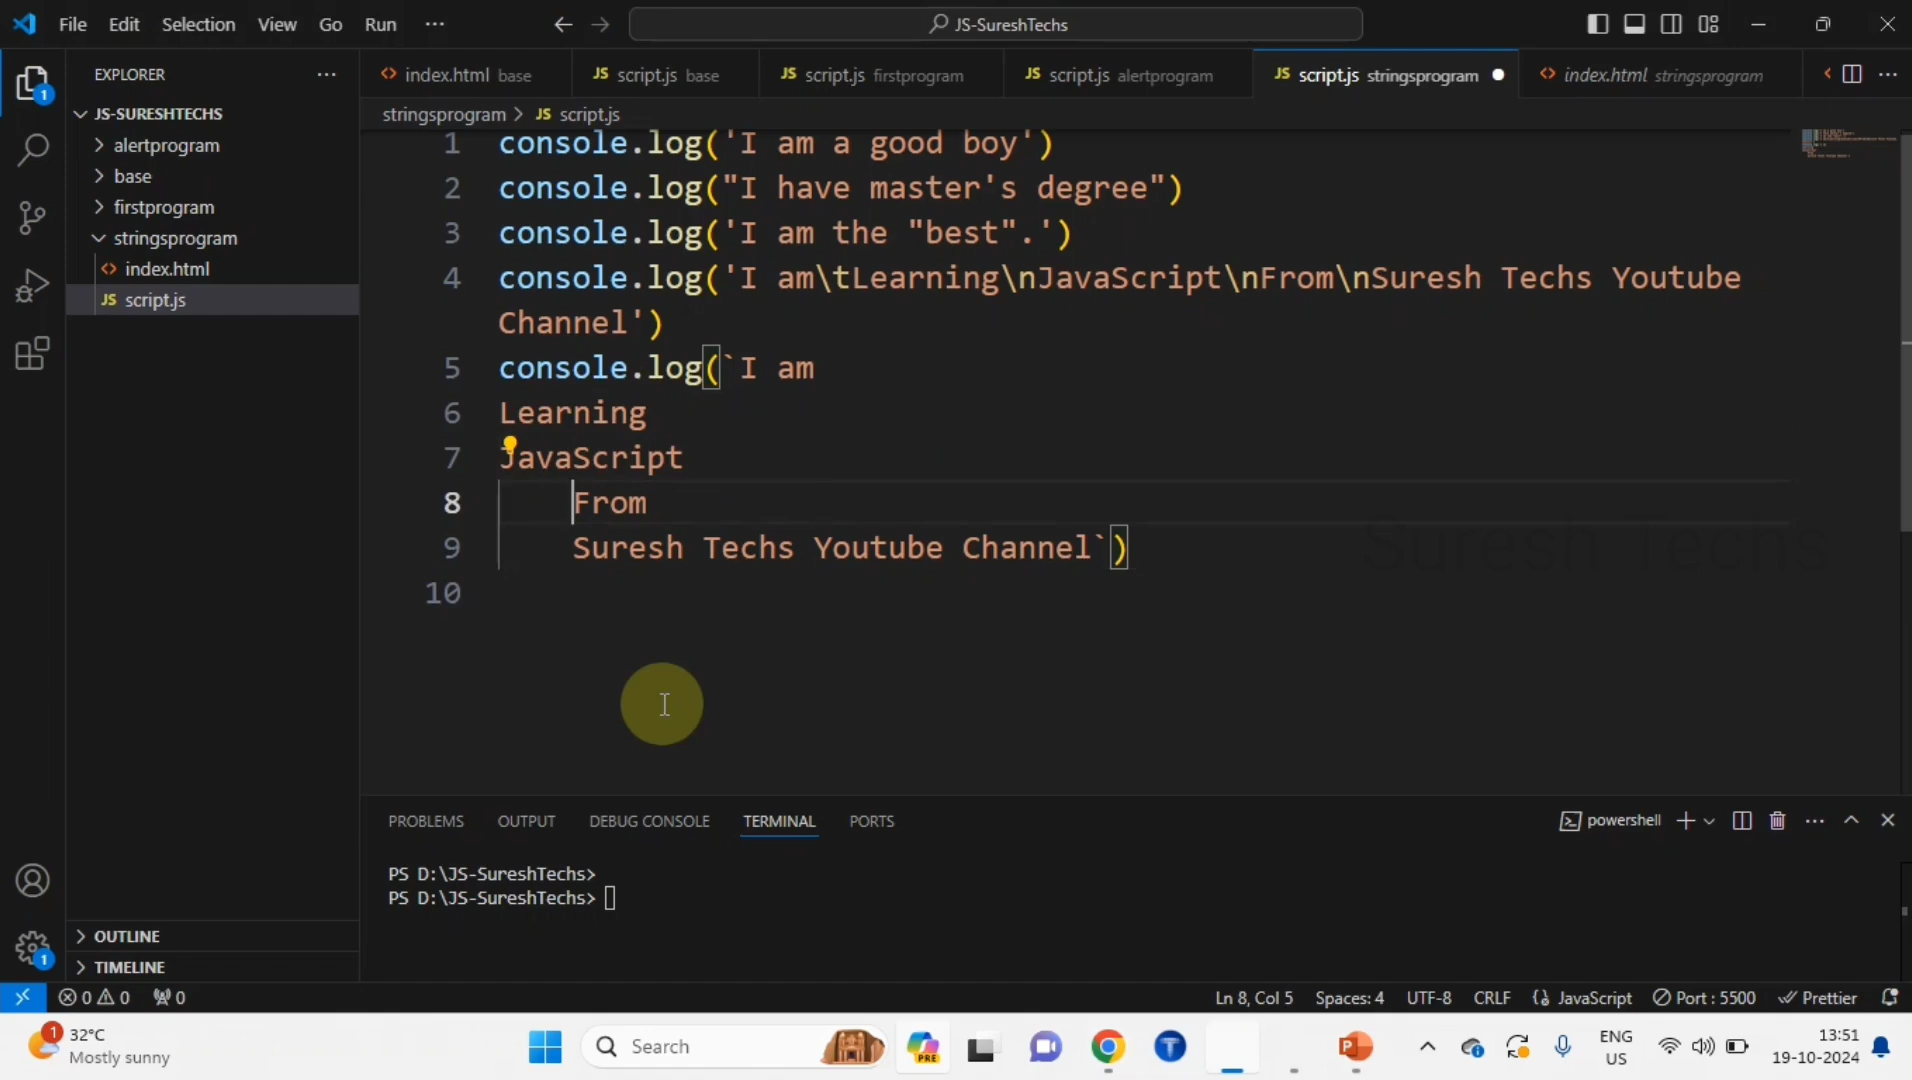 File Edit Selection View Go Run ··· JS-SureshTechs
EXPLORER ···
index.html base
script.js base
script.js firstprogram
script.js alertprogram
script.js stringsprogram
index.html stringsprogram
JS-SURESHTECHS
alertprogram
base
firstprogram
stringsprogram
index.html
script.js
OUTLINE
TIMELINE
stringsprogram > JS script.js
1 console.log('I am a good boy')
2 console.log("I have master's degree")
3 console.log('I am the "best".')
4 console.log('I am\tLearning\nJavaScript\nFrom\nSuresh Techs Youtube
Channel')
5 console.log(`I am
6 Learning
7 JavaScript
8 From
9 Suresh Techs Youtube Channel`)
10
Suresh Techs
PROBLEMS OUTPUT DEBUG CONSOLE TERMINAL PORTS
powershell
PS D:\JS-SureshTechs>
PS D:\JS-SureshTechs>
0 0 0
Ln 8, Col 5 Spaces: 4 UTF-8 CRLF {} JavaScript Port : 5500 Prettier
32°C
Mostly sunny
Search
PRE
ENG
US
13:51
19-10-2024